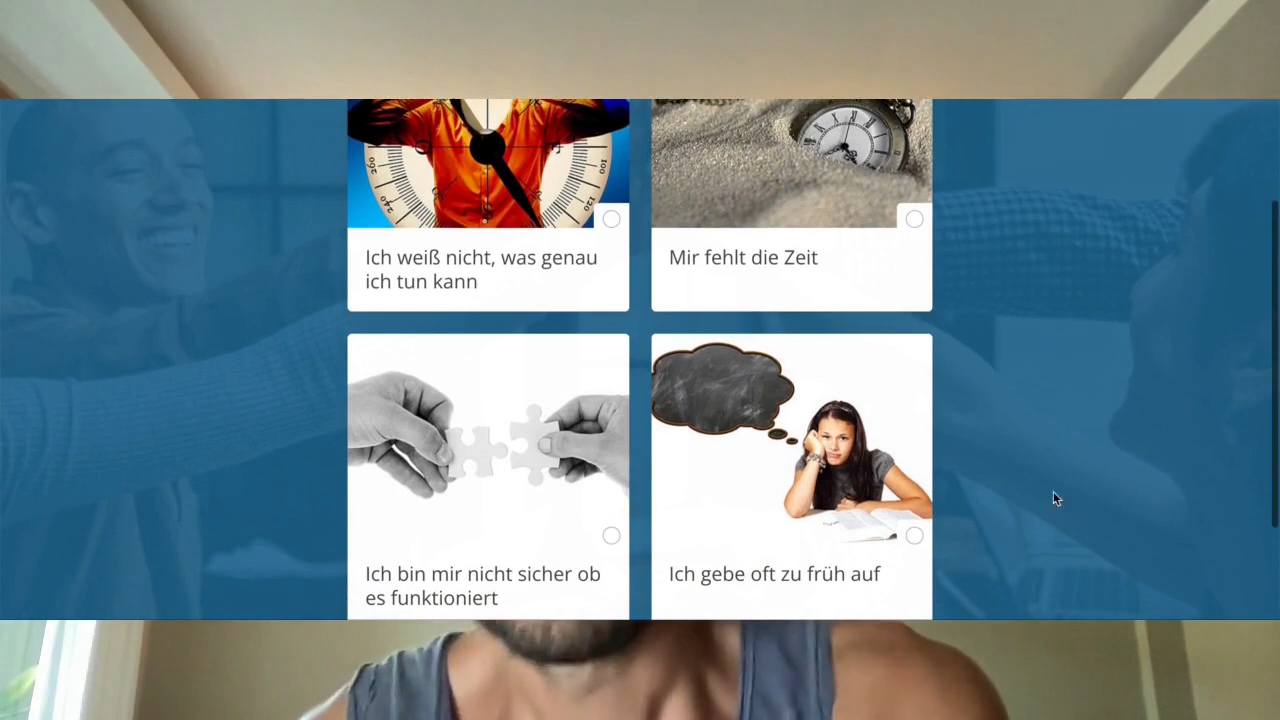 Ich weiß nicht, was genau
ich tun kann
Mir fehlt die Zeit
Ich bin mir nicht sicher ob
es funktioniert
Ich gebe oft zu früh auf